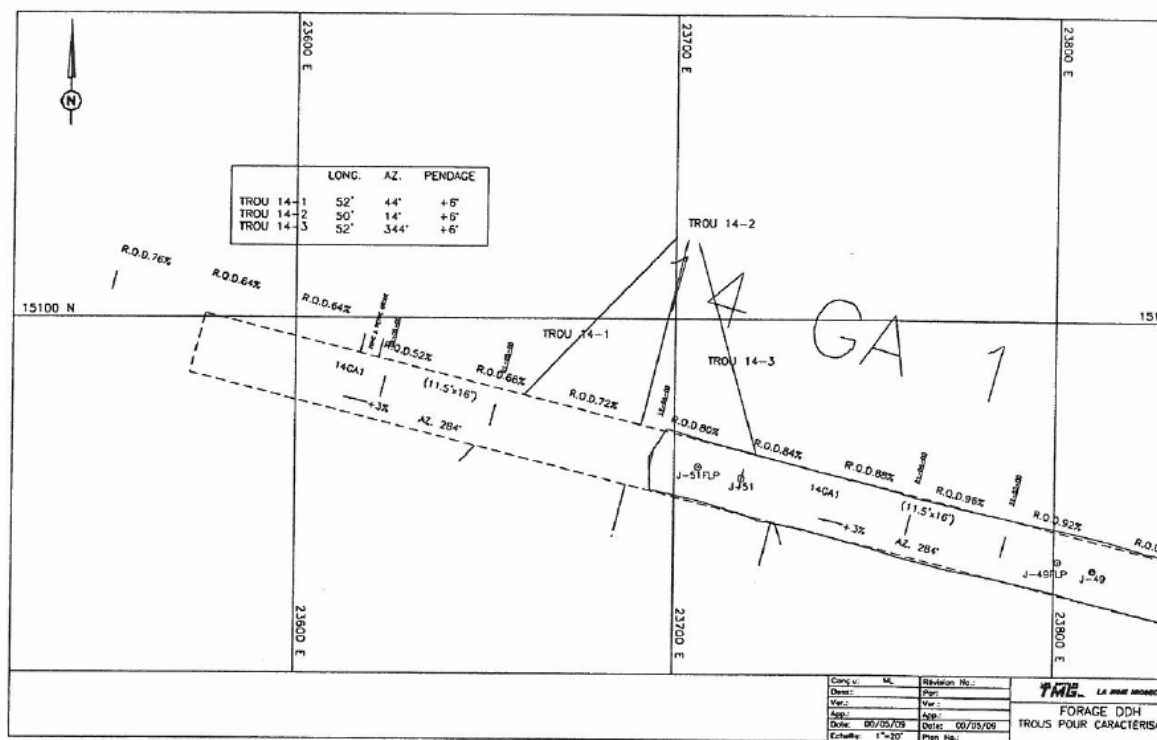 23600 E
23700 E
23800 E
N
LONG. AZ. PENDAGE
TROU 14-1 52' 44° +6°
TROU 14-2 50' 14° +6°
TROU 14-3 52' 344° +6°
TROU 14-2
R.Q.D.76%
R.Q.D.64%
R.Q.D.64%
15100 N
TROU 14-1
14 GA 1
R.Q.D.52%
TROU 14-3
14GA1
R.Q.D.68%
(11.5'x16')
R.Q.D.72%
+3%
AZ. 284°
R.Q.D.80%
R.Q.D.84%
R.Q.D.88%
J-51FLP
J-51
14GA1
R.Q.D.96%
(11.5'x16')
R.Q.D.92%
+3%
AZ. 284°
J-49FLP
J-49
23600 E
23700 E
23800 E
Conçu: ML Révision No.:
Dess: Par:
Ver.: Ver.:
App.: App.:
Date: 00/05/09 Date: 00/05/09
Echelle: 1"=20' Plan No.:
TMG
FORAGE DDH
TROUS POUR